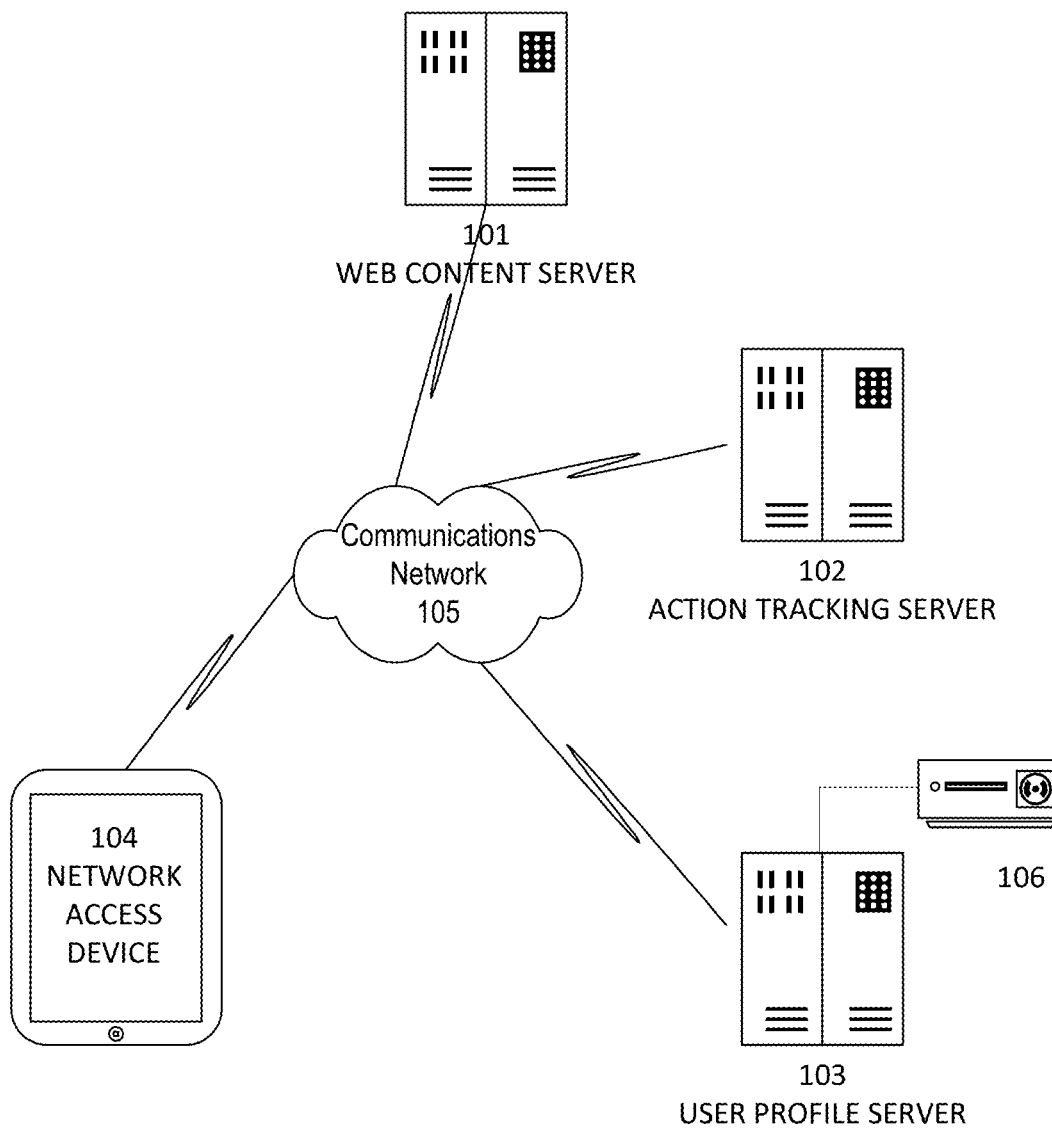 101
WEB CONTENT SERVER
102
ACTION TRACKING SERVER
Communications
Network
105
104
NETWORK
ACCESS
DEVICE
106
103
USER PROFILE SERVER